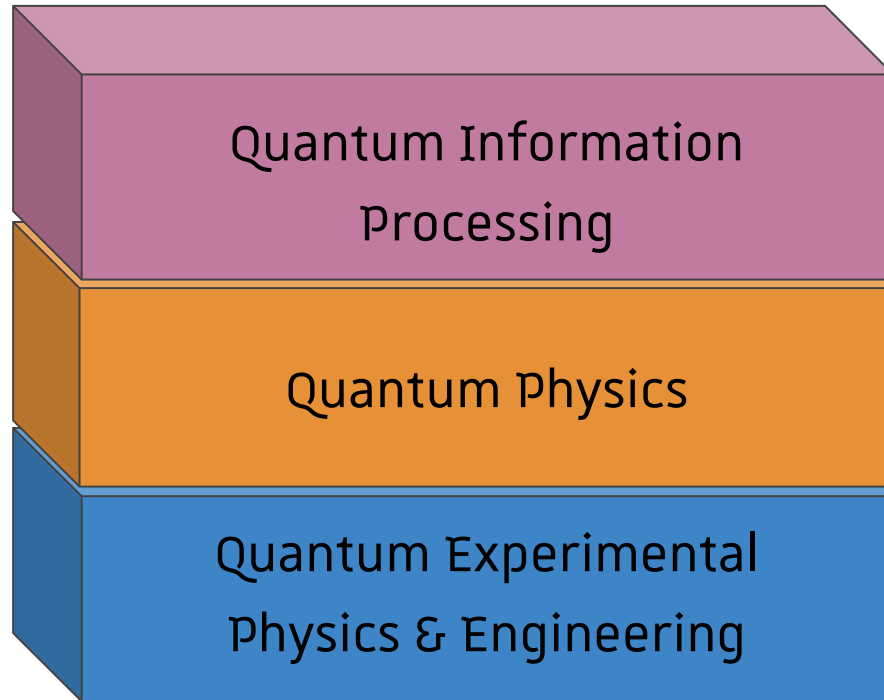 Quantum Information
Processing
Quantum Physics
Quantum Experimental
Physics & Engineering